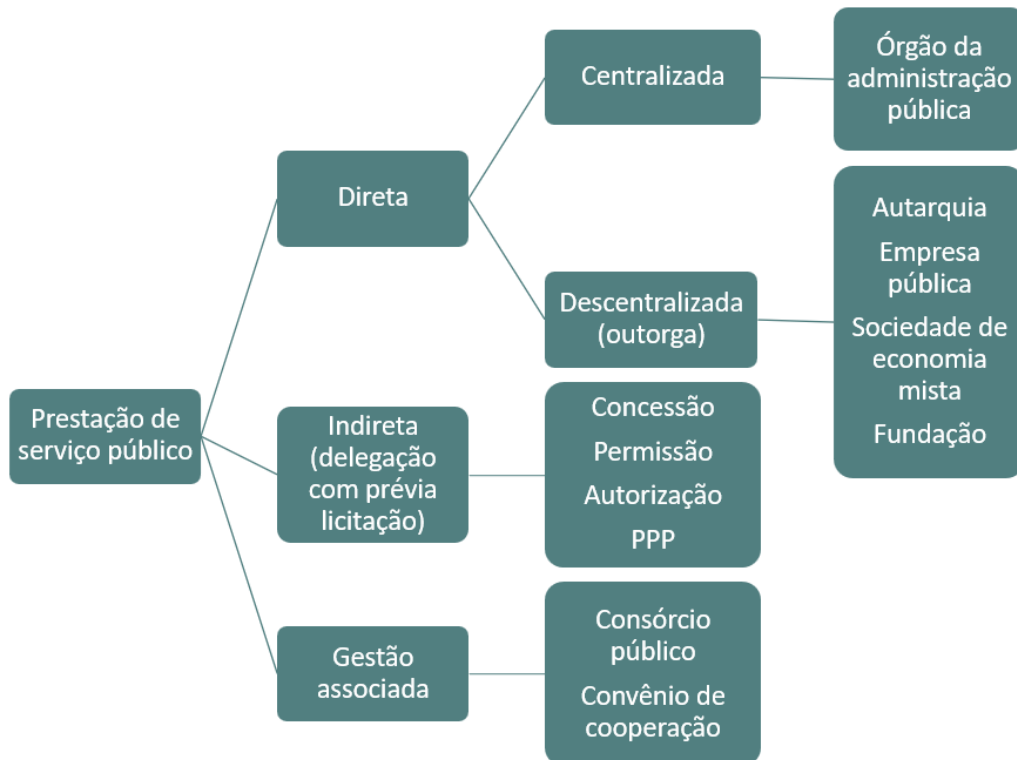 Prestação de
serviço público
Direta
Centralizada
Órgão da
administração
pública
Descentralizada
(outorga)
Autarquia
Empresa
pública
Sociedade de
economia
mista
Fundação
Indireta
(delegação
com prévia
licitação)
Concessão
Permissão
Autorização
PPP
Gestão
associada
Consórcio
público
Convênio de
cooperação